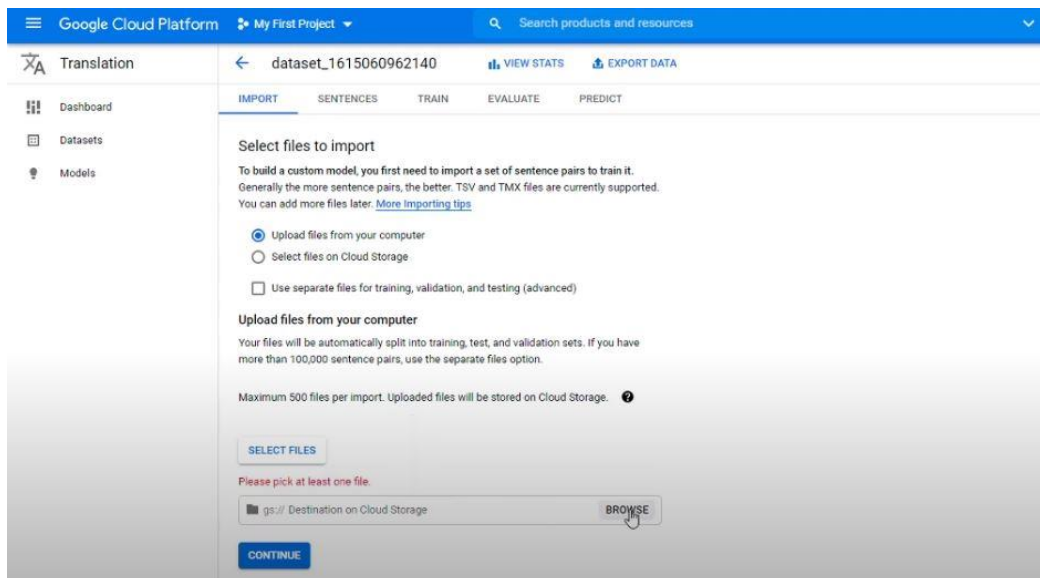 Google Cloud Platform My First Project Search products and resources
Translation
Dashboard
Datasets
Models
dataset_1615060962140 VIEW STATS EXPORT DATA
IMPORT SENTENCES TRAIN EVALUATE PREDICT
Select files to import
To build a custom model, you first need to import a set of sentence pairs to train it.
Generally the more sentence pairs, the better. TSV and TMX files are currently supported.
You can add more files later. More Importing tips
Upload files from your computer
Select files on Cloud Storage
Use separate files for training, validation, and testing (advanced)
Upload files from your computer
Your files will be automatically split into training, test, and validation sets. If you have
more than 100,000 sentence pairs, use the separate files option.
Maximum 500 files per import. Uploaded files will be stored on Cloud Storage. ?
SELECT FILES
Please pick at least one file.
gs:// Destination on Cloud Storage BROWSE
CONTINUE